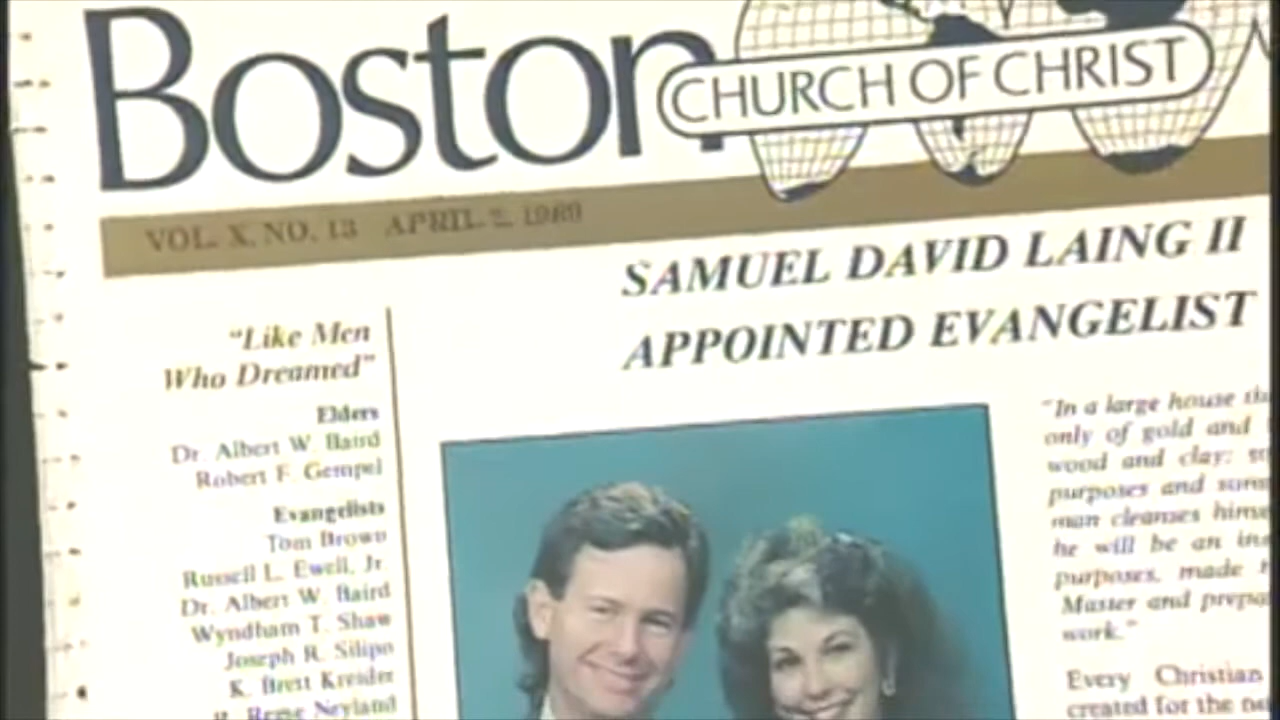 Boston
CHURCH OF CHRIST
VOL. X, NO. 13 APRIL 2, 1989
SAMUEL DAVID LAING II
APPOINTED EVANGELIST
"Like Men
Who Dreamed"
Elders
Dr. Albert W. Baird
Robert F. Gempel
Evangelists
Tom Brown
Russell L. Ewell, Jr
Dr. Albert W. Baird
Wyndham T. Shaw
Joseph R. Silipo
K. Brett Kreider
Neyland
"In a large house
only of gold and
wood and clay;
purposes and
man cleanses
he will be an
purposes, made
Master and
work."
Every Christian
created for the